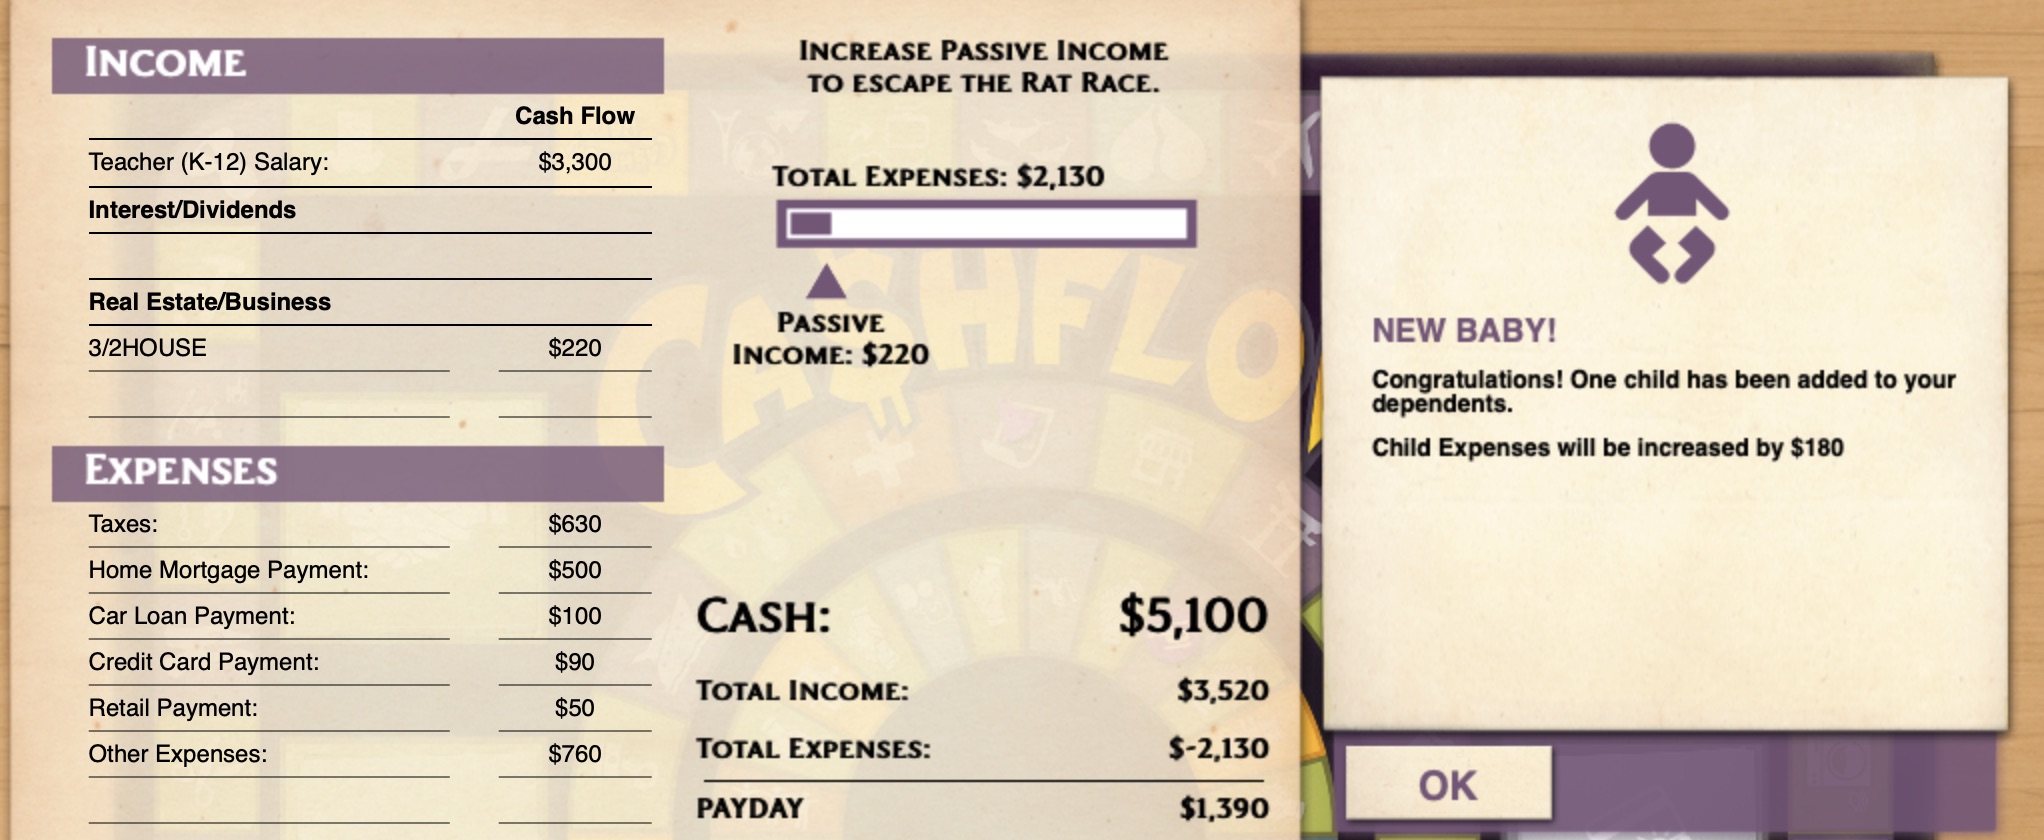 INCOME
Cash Flow
Teacher (K-12) Salary: $3,300
Interest/Dividends
Real Estate/Business
3/2HOUSE $220
EXPENSES
Taxes: $630
Home Mortgage Payment: $500
Car Loan Payment: $100
Credit Card Payment: $90
Retail Payment: $50
Other Expenses: $760
INCREASE PASSIVE INCOME
TO ESCAPE THE RAT RACE.
TOTAL EXPENSES: $2,130
PASSIVE
INCOME: $220
CASHFLO
CASH: $5,100
TOTAL INCOME: $3,520
TOTAL EXPENSES: $-2,130
PAYDAY $1,390
NEW BABY!
Congratulations! One child has been added to your
dependents.
Child Expenses will be increased by $180
OK